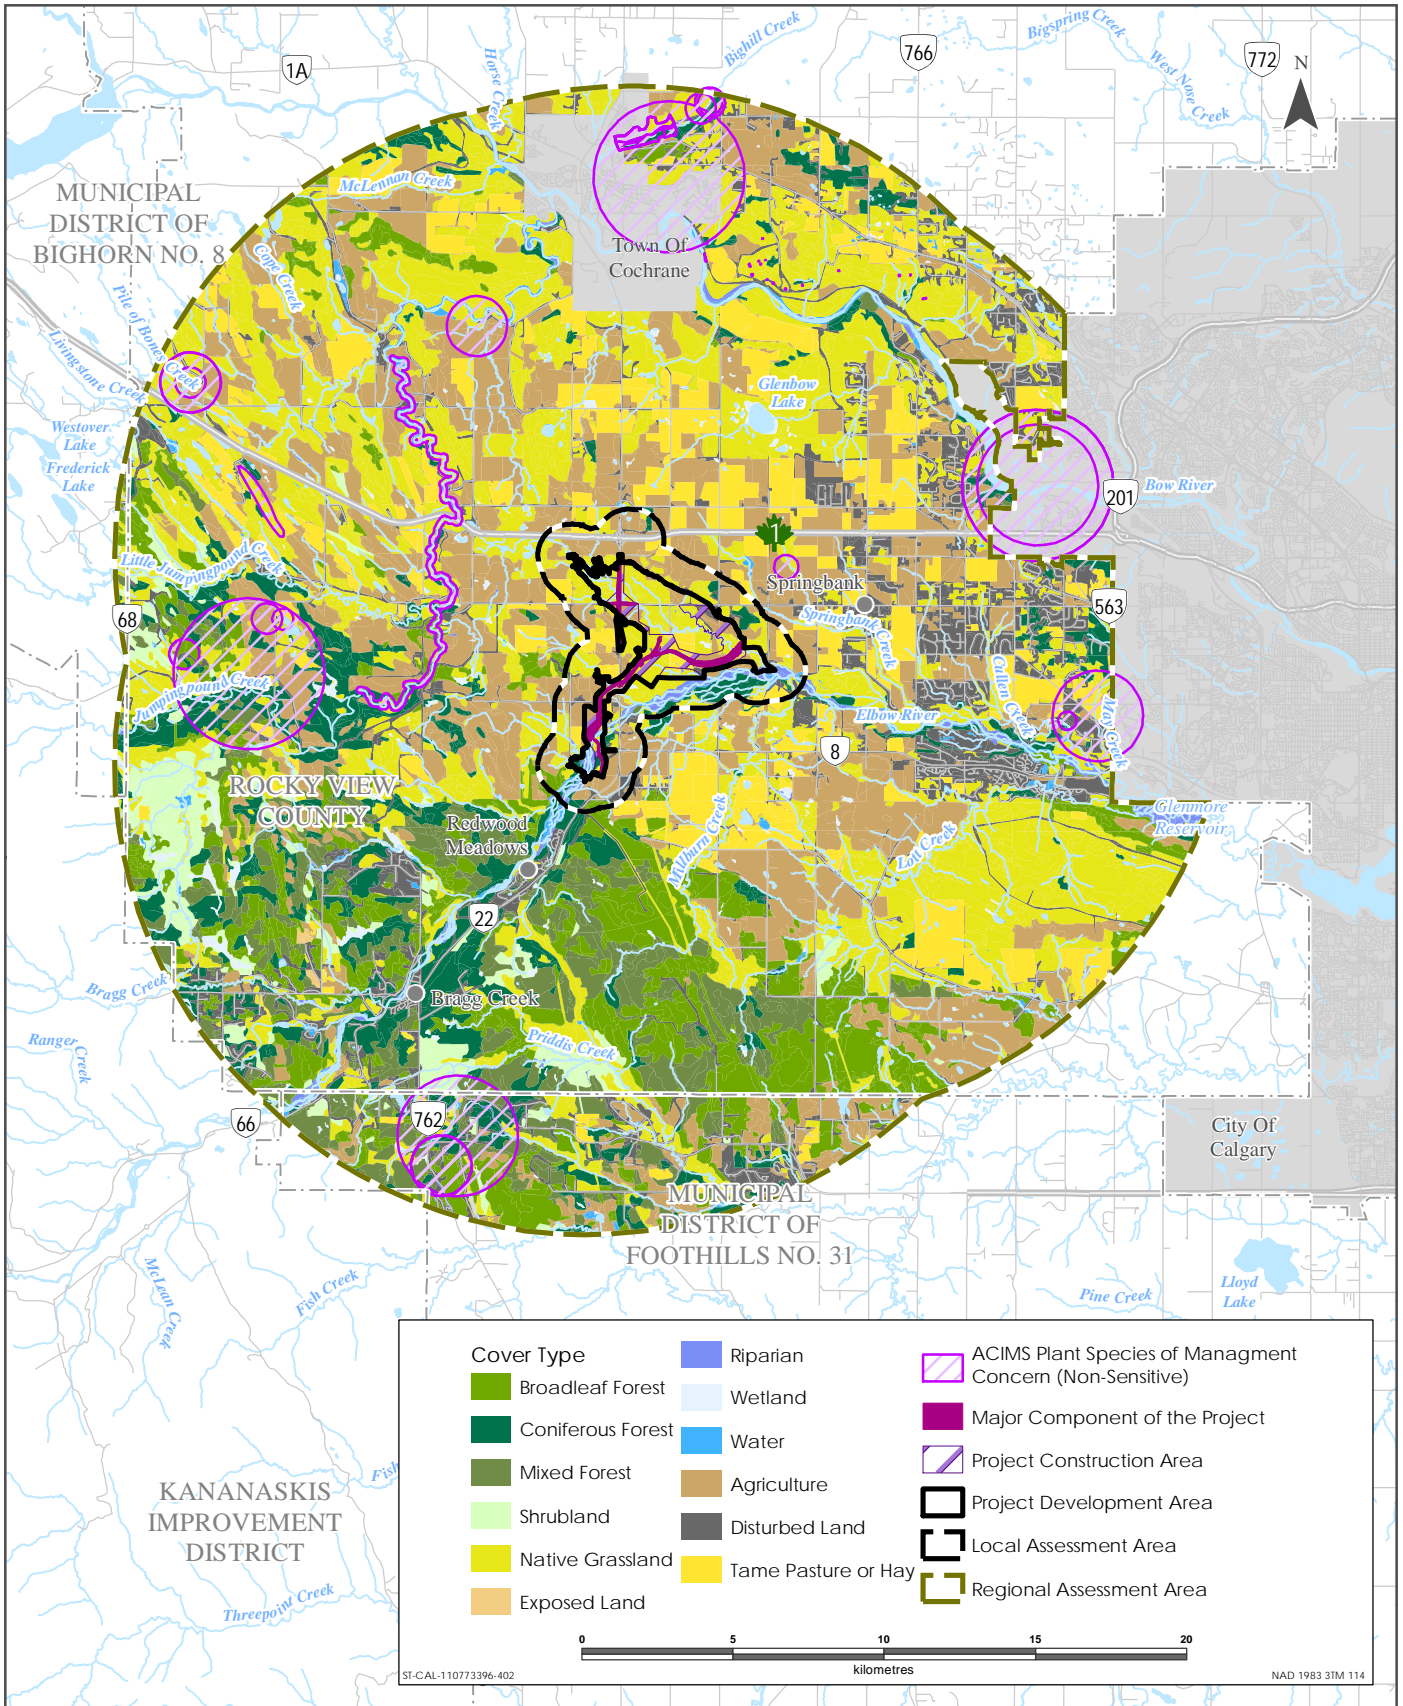 1A
766
772
N
Horse Creek
Bighill Creek
Bigspring Creek
West Nose Creek
MUNICIPAL
DISTRICT OF
BIGHORN NO. 8
McLennan Creek
Cope Creek
Town Of
Cochrane
Pile of Bones Creek
Livingstone Creek
Westover
Lake
Frederick
Lake
Glenbow
Lake
Bow River
201
1
Springbank
Springbank Creek
Little Jumpingpound Creek
68
563
Jumpingpound Creek
Cullen Creek
May Creek
Elbow River
8
ROCKY VIEW
COUNTY
Redwood
Meadows
Millburn Creek
Lott Creek
Glenmore
Reservoir
22
Bragg Creek
Bragg Creek
Ranger Creek
Priddis Creek
66
762
City Of
Calgary
MUNICIPAL
DISTRICT OF
FOOTHILLS NO. 31
McLean Creek
Fish Creek
Pine Creek
Lloyd
Lake
Fish
KANANASKIS
IMPROVEMENT
DISTRICT
Threepoint Creek
Cover Type
Broadleaf Forest
Coniferous Forest
Mixed Forest
Shrubland
Native Grassland
Exposed Land
Riparian
Wetland
Water
Agriculture
Disturbed Land
Tame Pasture or Hay
ACIMS Plant Species of Managment
Concern (Non-Sensitive)
Major Component of the Project
Project Construction Area
Project Development Area
Local Assessment Area
Regional Assessment Area
0 5 10 15 20
kilometres
ST-CAL-110773396-402
NAD 1983 3TM 114